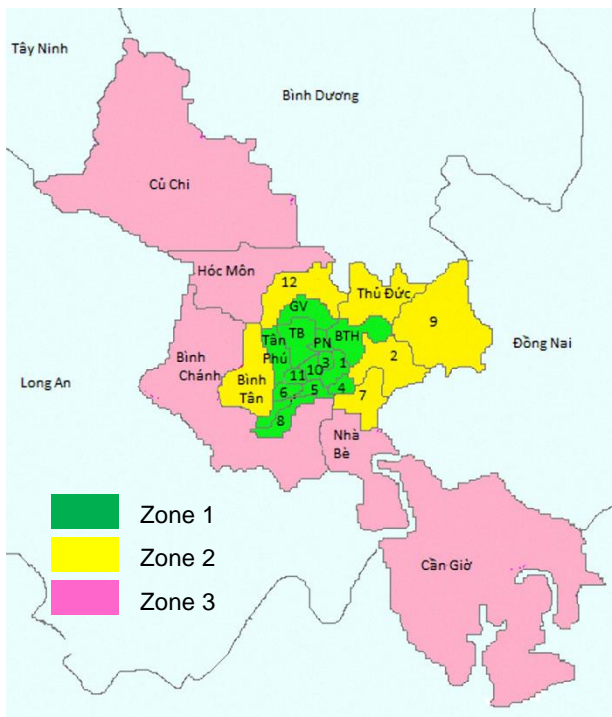 Tây Ninh
Bình Dương
Củ Chi
Hóc Môn
12
Thủ Đức
GV
9
TB
BTH
Tân
Phú
PN
Đồng Nai
Bình
Chánh
3
1
2
Long An
11
10
Bình
Tân
6
5
4
7
8
Nhà
Bè
Zone 1
Zone 2
Zone 3
Cần Giờ